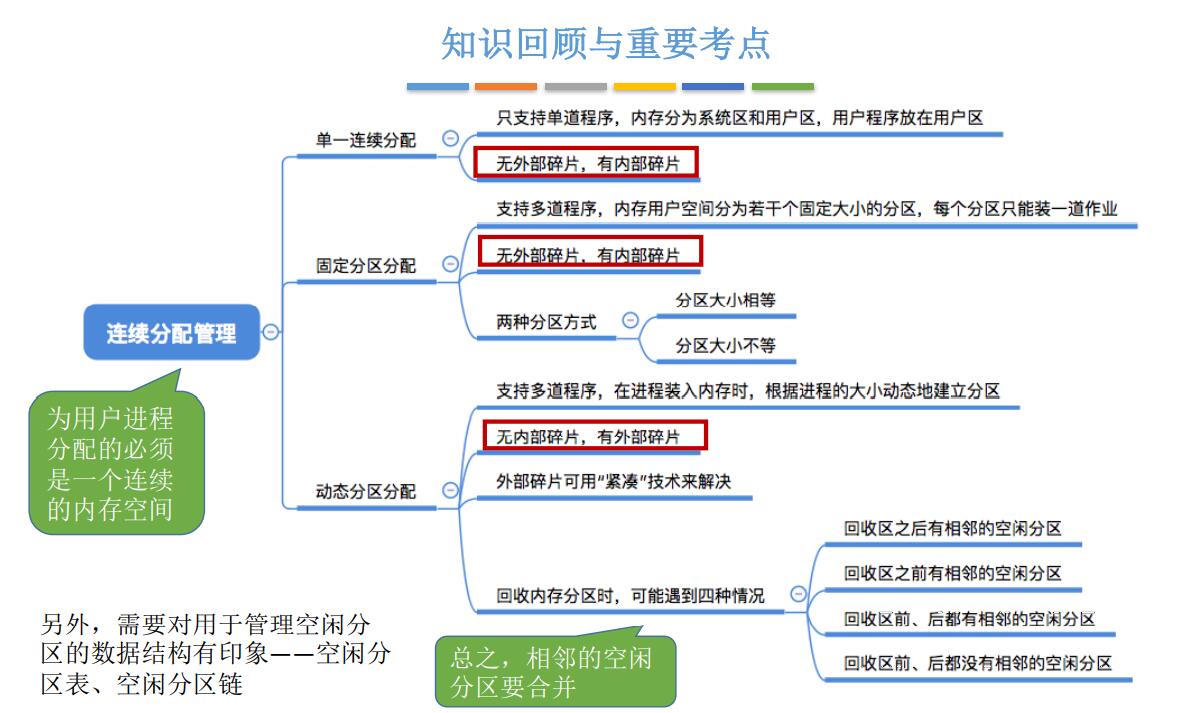 知识回顾与重要考点
只支持单道程序，内存分为系统区和用户区，用户程序放在用户区
单一连续分配
无外部碎片，有内部碎片
支持多道程序，内存用户空间分为若干个固定大小的分区，每个分区只能装一道作业
无外部碎片，有内部碎片
固定分区分配
分区大小相等
两种分区方式
分区大小不等
连续分配管理
为用户进程
分配的必须
是一个连续
的内存空间
支持多道程序，在进程装入内存时，根据进程的大小动态地建立分区
无内部碎片，有外部碎片
外部碎片可用“紧凑”技术来解决
动态分区分配
回收区之后有相邻的空闲分区
回收区之前有相邻的空闲分区
回收内存分区时，可能遇到四种情况
回收区前、后都有相邻的空闲分区
回收区前、后都没有相邻的空闲分区
另外，需要对用于管理空闲分
区的数据结构有印象——空闲分
区表、空闲分区链
总之，相邻的空闲
分区要合并